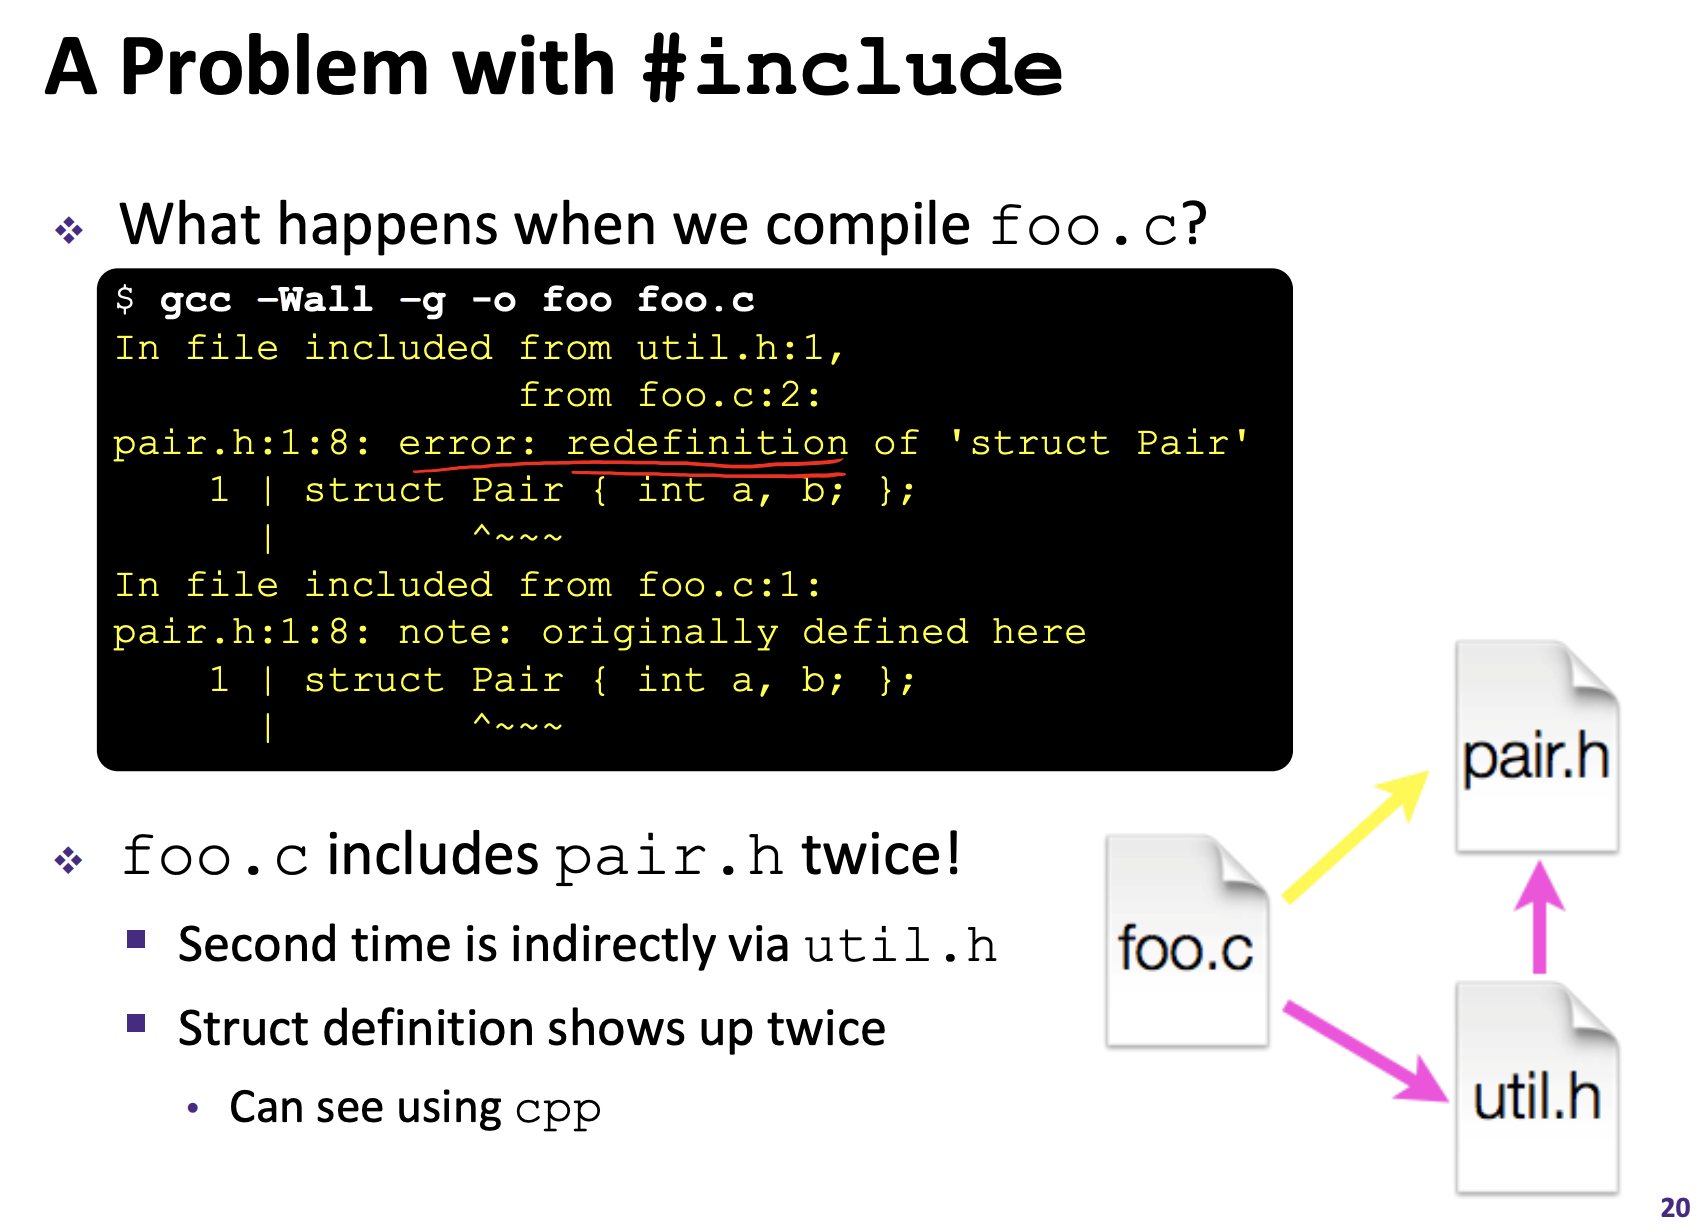 A Problem with #include
What happens when we compile foo.c?
$ gcc –Wall –g -o foo foo.c
In file included from util.h:1,
                 from foo.c:2:
pair.h:1:8: error: redefinition of 'struct Pair'
    1 | struct Pair { int a, b; };
      |        ^~~~
In file included from foo.c:1:
pair.h:1:8: note: originally defined here
    1 | struct Pair { int a, b; };
      |        ^~~~
foo.c includes pair.h twice!
Second time is indirectly via util.h
Struct definition shows up twice
Can see using cpp
pair.h
foo.c
util.h
20